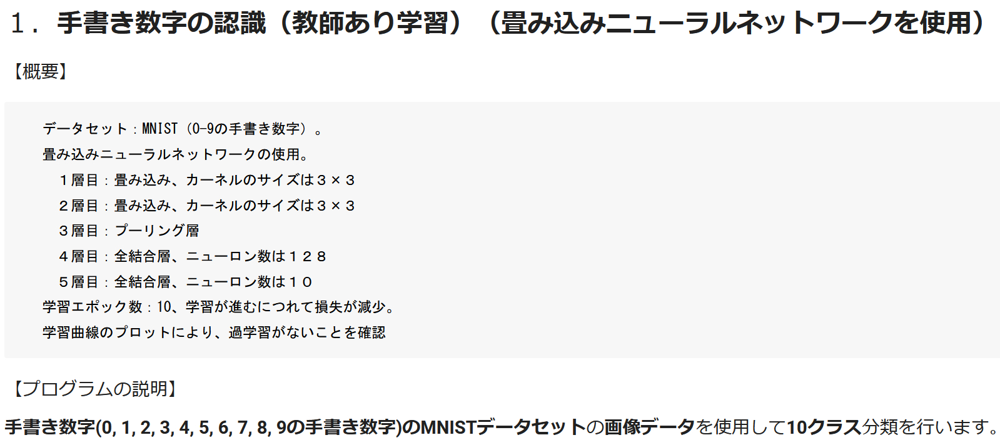 １．手書き数字の認識（教師あり学習）（畳み込みニューラルネットワークを使用）
【概要】
データセット：MNIST（0-9の手書き数字）。
畳み込みニューラルネットワークの使用。
１層目：畳み込み、カーネルのサイズは３×３
２層目：畳み込み、カーネルのサイズは３×３
３層目：プーリング層
４層目：全結合層、ニューロン数は１２８
５層目：全結合層、ニューロン数は１０
学習エポック数：10、学習が進むにつれて損失が減少。
学習曲線のプロットにより、過学習がないことを確認
【プログラムの説明】
手書き数字(0, 1, 2, 3, 4, 5, 6, 7, 8, 9の手書き数字)のMNISTデータセットの画像データを使用して10クラス分類を行います。